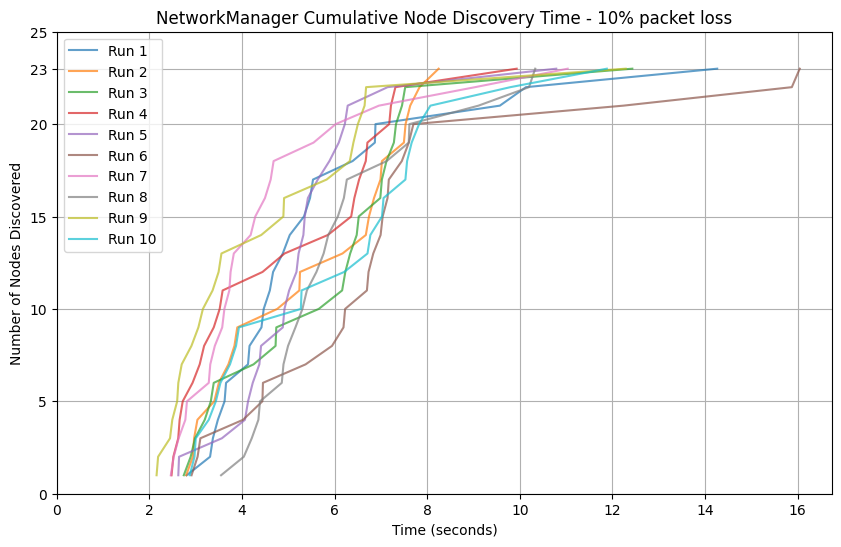 NetworkManager Cumulative Node Discovery Time - 10% packet loss
25
23
20
15
10
5
0
Number of Nodes Discovered
Run 1
Run 2
Run 3
Run 4
Run 5
Run 6
Run 7
Run 8
Run 9
Run 10
0 2 4 6 8 10 12 14 16
Time (seconds)